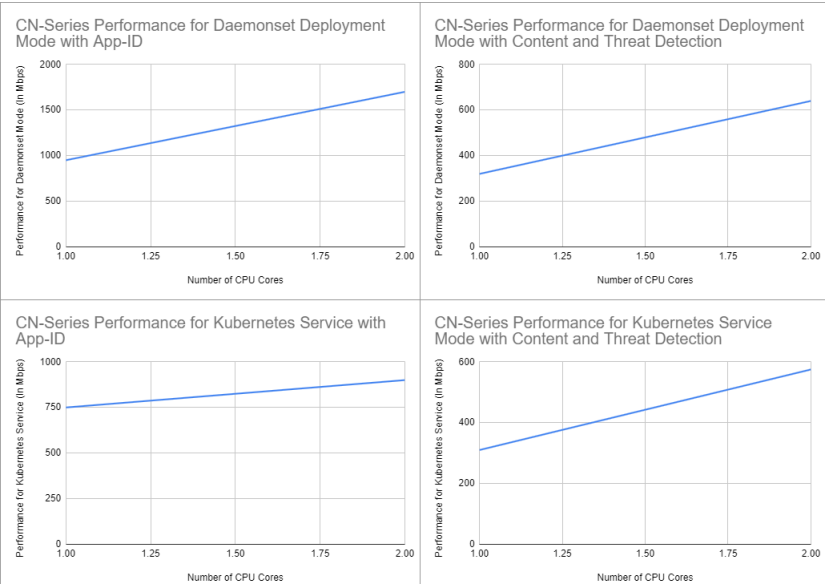 CN-Series Performance for Daemonset Deployment
Mode with App-ID
Performance for Daemonset Mode (In Mbps)
2000
1500
1000
500
0
1.00 1.25 1.50 1.75 2.00
Number of CPU Cores
CN-Series Performance for Daemonset Deployment
Mode with Content and Threat Detection
Performance for Daemonset Mode (In Mbps)
800
600
400
200
0
1.00 1.25 1.50 1.75 2.00
Number of CPU Cores
CN-Series Performance for Kubernetes Service with
App-ID
Performance for Kubernetes Service (In Mbps)
1000
750
500
250
0
1.00 1.25 1.50 1.75 2.00
Number of CPU Cores
CN-Series Performance for Kubernetes Service
Mode with Content and Threat Detection
Performance for Kubernetes Service (In Mbps)
600
400
200
0
1.00 1.25 1.50 1.75 2.00
Number of CPU Cores